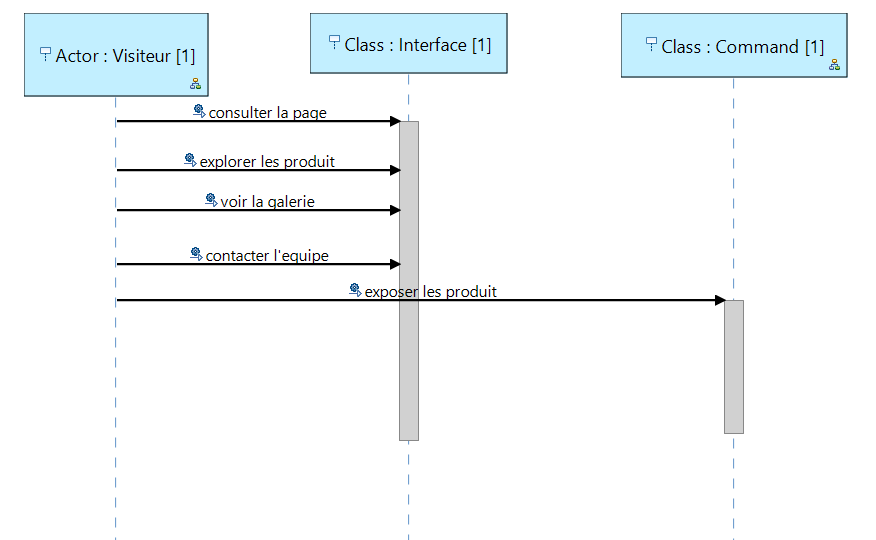 Actor : Visiteur [1]
Class : Interface [1]
Class : Command [1]
consulter la page
explorer les produit
voir la galerie
contacter l'equipe
exposer les produit